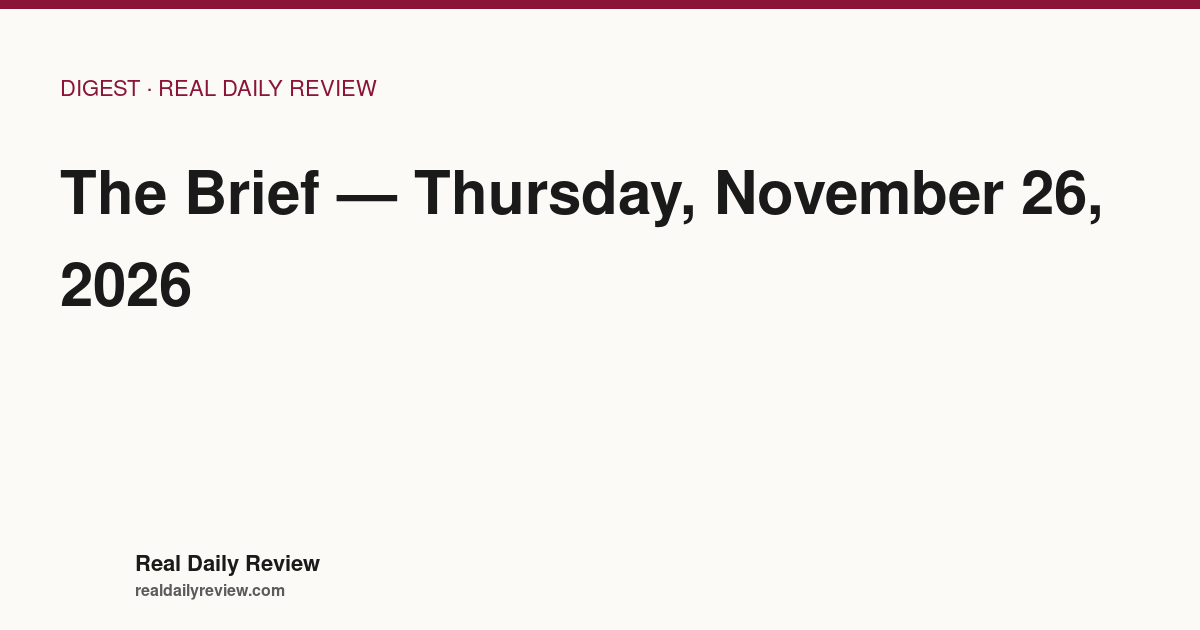 DIGEST · REAL DAILY REVIEW
The Brief — Thursday, November 26,
2026
Real Daily Review
realdailyreview.com